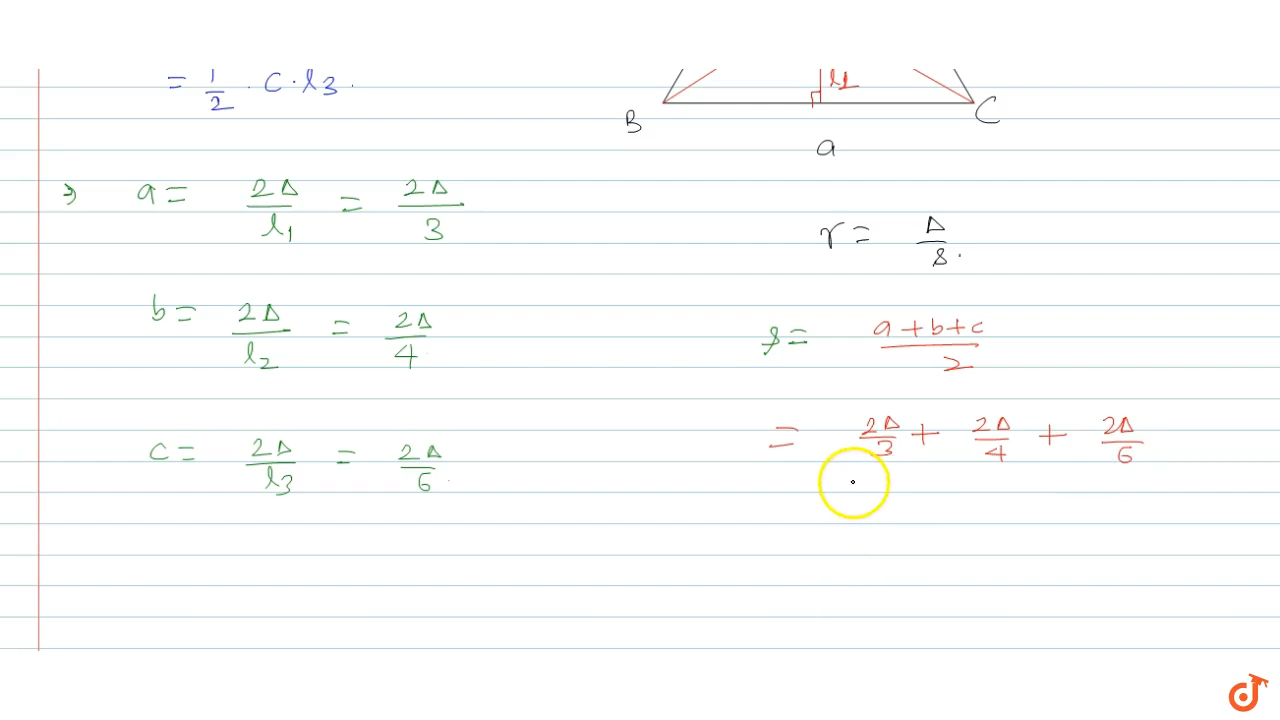 = 1/2 . C . l3 .
l1
B
C
a
⇒ a = 2Δ/l1 = 2Δ/3
r = Δ/s .
b = 2Δ/l2 = 2Δ/4
s = a+b+c/2
= 2Δ/3 + 2Δ/4 + 2Δ/6
c = 2Δ/l3 = 2Δ/6 .